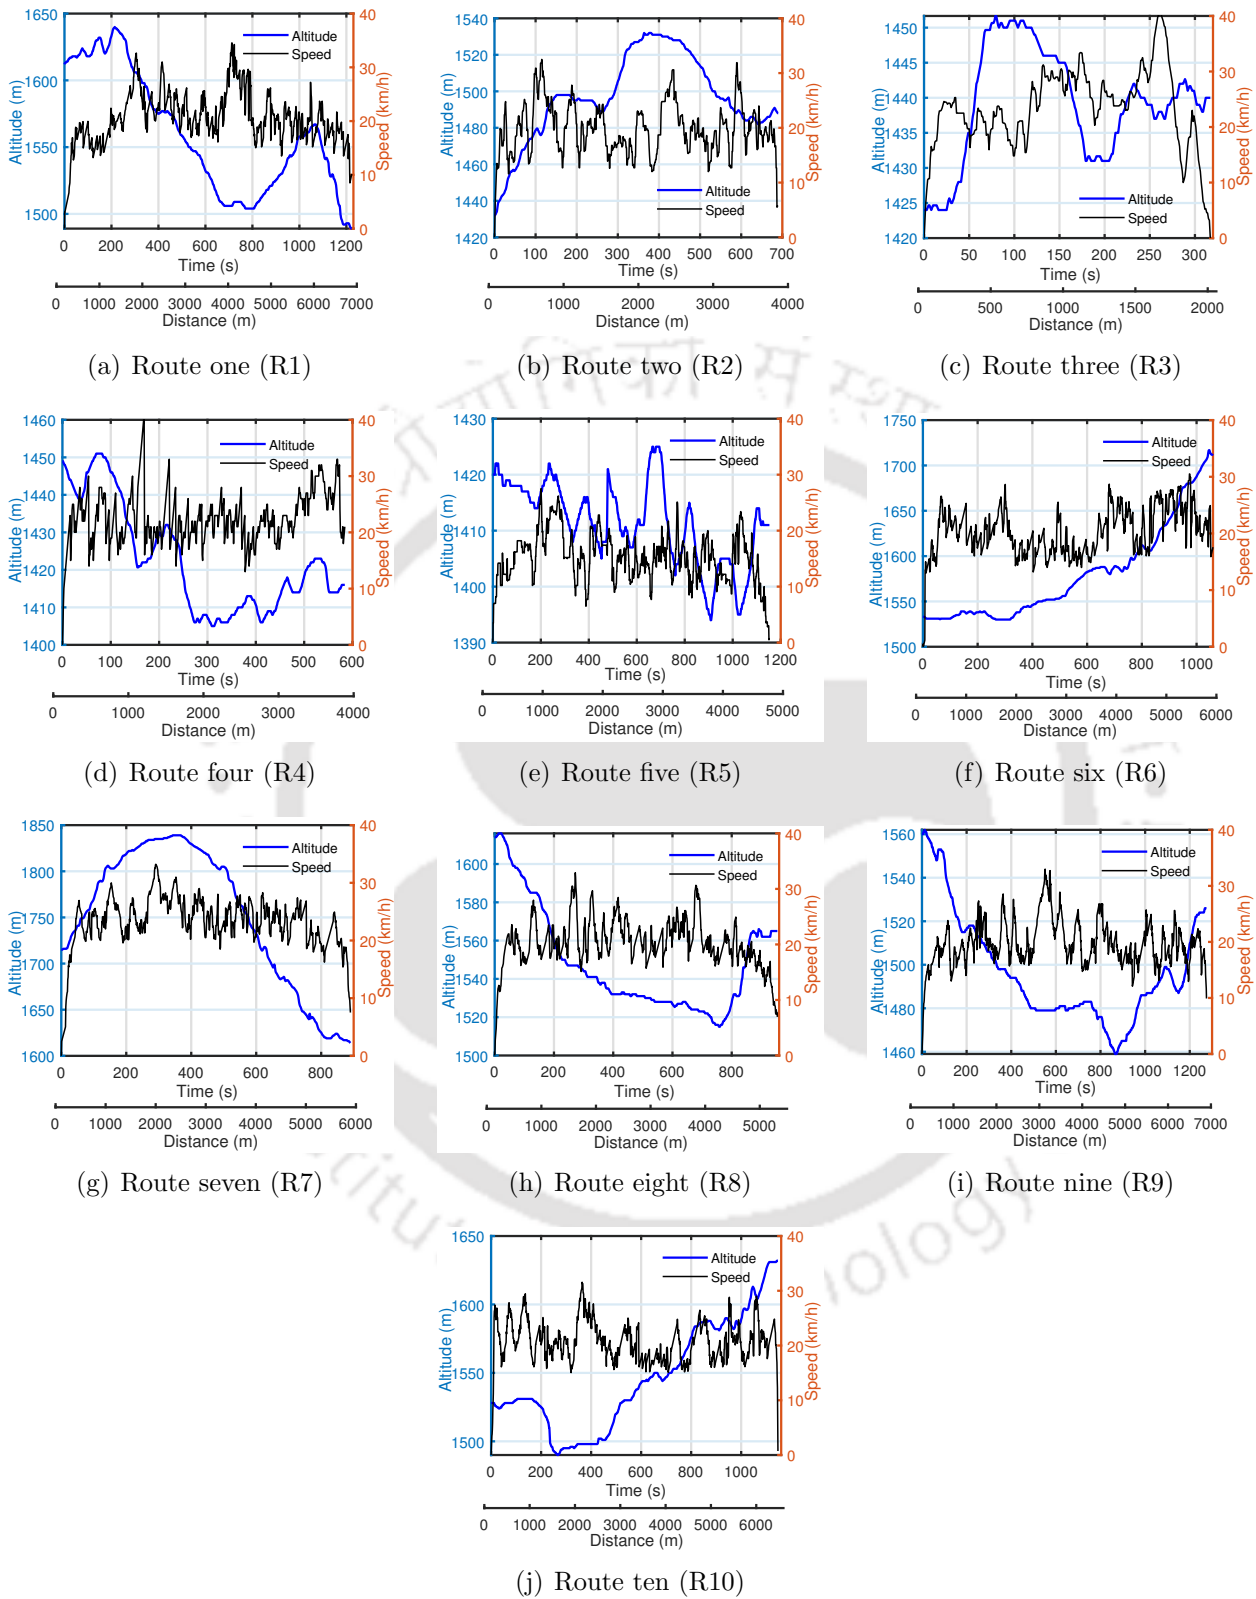 1650
1600
1550
1500
Altitude (m)
Altitude
Speed
40
30
20
10
0
Speed (km/h)
0 200 400 600 800 1000 1200
Time (s)
0 1000 2000 3000 4000 5000 6000 7000
Distance (m)
(a) Route one (R1)
1540
1520
1500
1480
1460
1440
1420
Altitude (m)
Altitude
Speed
40
30
20
10
0
Speed (km/h)
0 100 200 300 400 500 600 700
Time (s)
0 1000 2000 3000 4000
Distance (m)
(b) Route two (R2)
1450
1445
1440
1435
1430
1425
1420
Altitude (m)
Altitude
Speed
40
30
20
10
0
Speed (km/h)
0 50 100 150 200 250 300
Time (s)
0 500 1000 1500 2000
Distance (m)
(c) Route three (R3)
1460
1450
1440
1430
1420
1410
1400
Altitude (m)
Altitude
Speed
40
30
20
10
0
Speed (km/h)
0 100 200 300 400 500 600
Time (s)
0 1000 2000 3000 4000
Distance (m)
(d) Route four (R4)
1430
1420
1410
1400
1390
Altitude (m)
Altitude
Speed
40
30
20
10
0
Speed (km/h)
0 200 400 600 800 1000 1200
Time (s)
0 1000 2000 3000 4000 5000
Distance (m)
(e) Route five (R5)
1750
1700
1650
1600
1550
1500
Altitude (m)
Altitude
Speed
40
30
20
10
0
Speed (km/h)
0 200 400 600 800 1000
Time (s)
0 1000 2000 3000 4000 5000 6000
Distance (m)
(f) Route six (R6)
1850
1800
1750
1700
1650
1600
Altitude (m)
Altitude
Speed
40
30
20
10
0
Speed (km/h)
0 200 400 600 800
Time (s)
0 1000 2000 3000 4000 5000 6000
Distance (m)
(g) Route seven (R7)
1600
1580
1560
1540
1520
1500
Altitude (m)
Altitude
Speed
40
30
20
10
0
Speed (km/h)
0 200 400 600 800
Time (s)
0 1000 2000 3000 4000 5000
Distance (m)
(h) Route eight (R8)
1560
1540
1520
1500
1480
1460
Altitude (m)
Altitude
Speed
40
30
20
10
0
Speed (km/h)
0 200 400 600 800 1000 1200
Time (s)
0 1000 2000 3000 4000 5000 6000 7000
Distance (m)
(i) Route nine (R9)
1650
1600
1550
1500
Altitude (m)
Altitude
Speed
40
30
20
10
0
Speed (km/h)
0 200 400 600 800 1000
Time (s)
0 1000 2000 3000 4000 5000 6000
Distance (m)
(j) Route ten (R10)